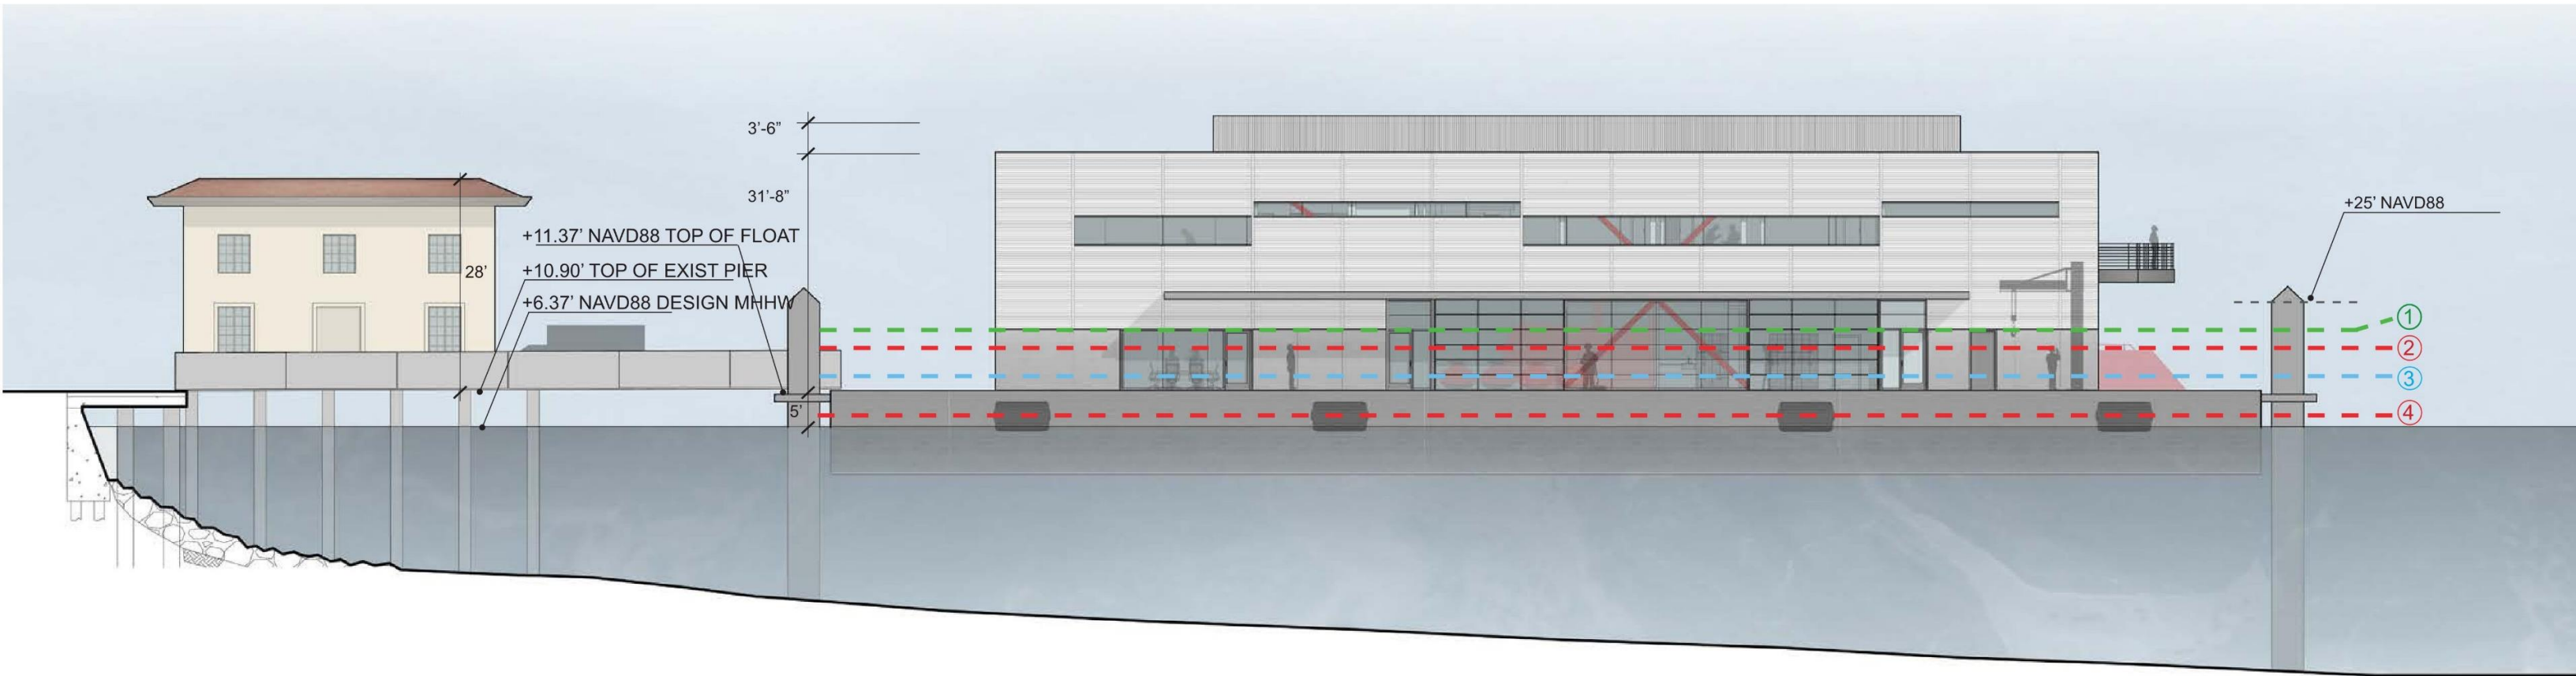 3'-6"
31'-8"
+25' NAVD88
+11.37' NAVD88 TOP OF FLOAT
28'
+10.90' TOP OF EXIST PIER
+6.37' NAVD88 DESIGN MHHW
1
2
3
5'
4